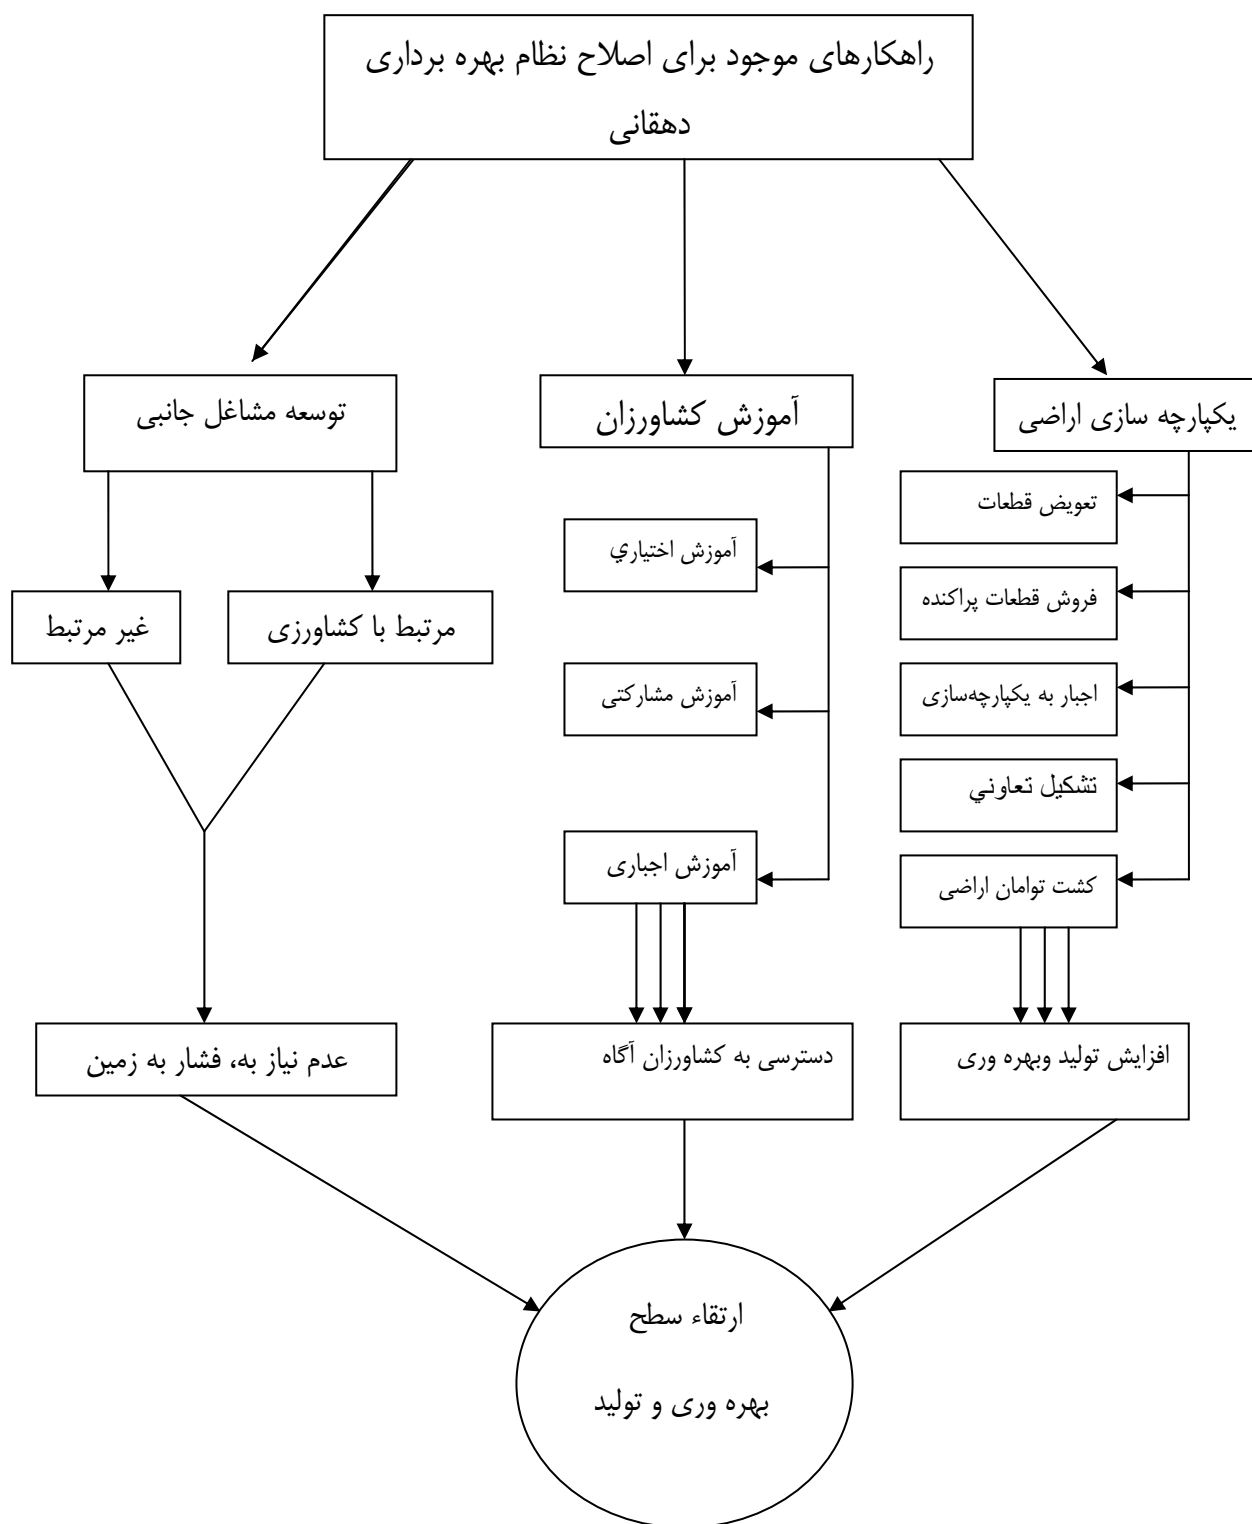 راهکارهای موجود برای اصلاح نظام بهره برداری
دهقانی
یکپارچه سازی اراضی
آموزش کشاورزان
توسعه مشاغل جانبی
تعویض قطعات
فروش قطعات پراکنده
اجبار به یکپارچه‌سازی
تشكيل تعاوني
کشت توامان اراضی
آموزش اختياري
آموزش مشارکتی
آموزش اجباری
مرتبط با کشاورزی
غیر مرتبط
افزایش تولید وبهره وری
دسترسی به کشاورزان آگاه
عدم نیاز به، فشار به زمین
ارتقاء سطح
بهره وری و تولید